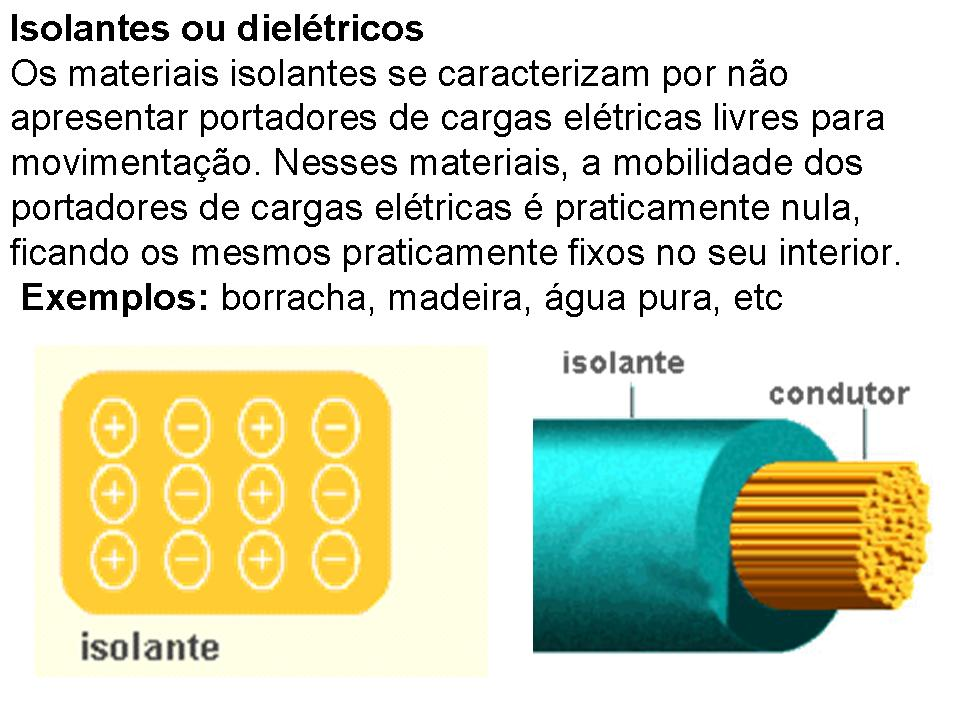 Isolantes ou dielétricos
Os materiais isolantes se caracterizam por não
apresentar portadores de cargas elétricas livres para
movimentação. Nesses materiais, a mobilidade dos
portadores de cargas elétricas é praticamente nula,
ficando os mesmos praticamente fixos no seu interior.
Exemplos: borracha, madeira, água pura, etc
isolante
condutor
+ − + −
+ − + −
+ − + −
isolante